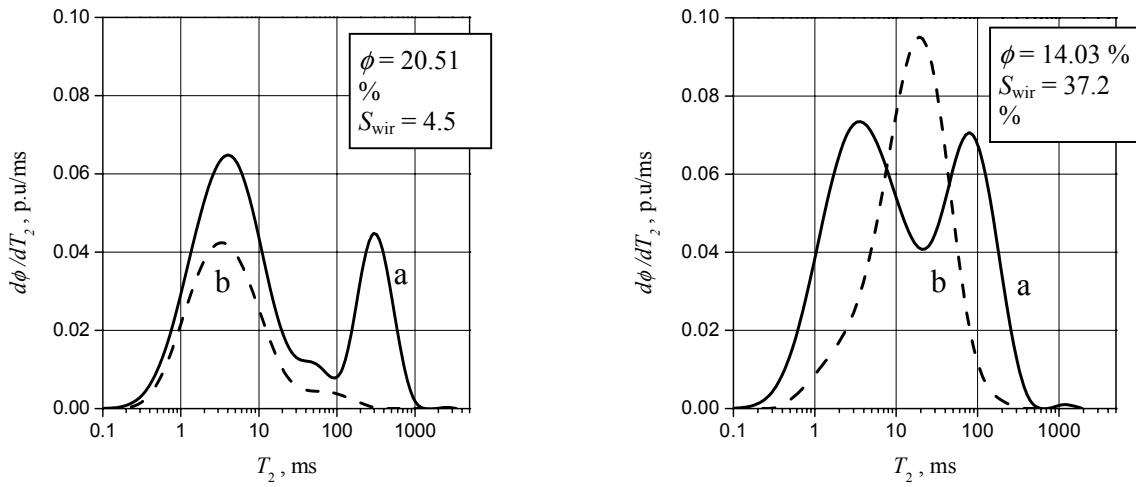 0.10
0.08
0.06
0.04
0.02
0.00
dϕ/dT₂ , p.u/ms
ϕ = 20.51
%
Swir = 4.5
b
a
0.1 1 10 100 1000
T₂ , ms
0.10
0.08
0.06
0.04
0.02
0.00
dϕ/dT₂ , p.u/ms
ϕ = 14.03 %
Swir = 37.2
%
b
a
0.1 1 10 100 1000
T₂ , ms